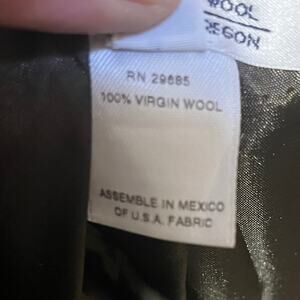 WOOL
REGON
RN 29685
100% VIRGIN WOOL
ASSEMBLE IN MEXICO
OF U.S.A. FABRIC